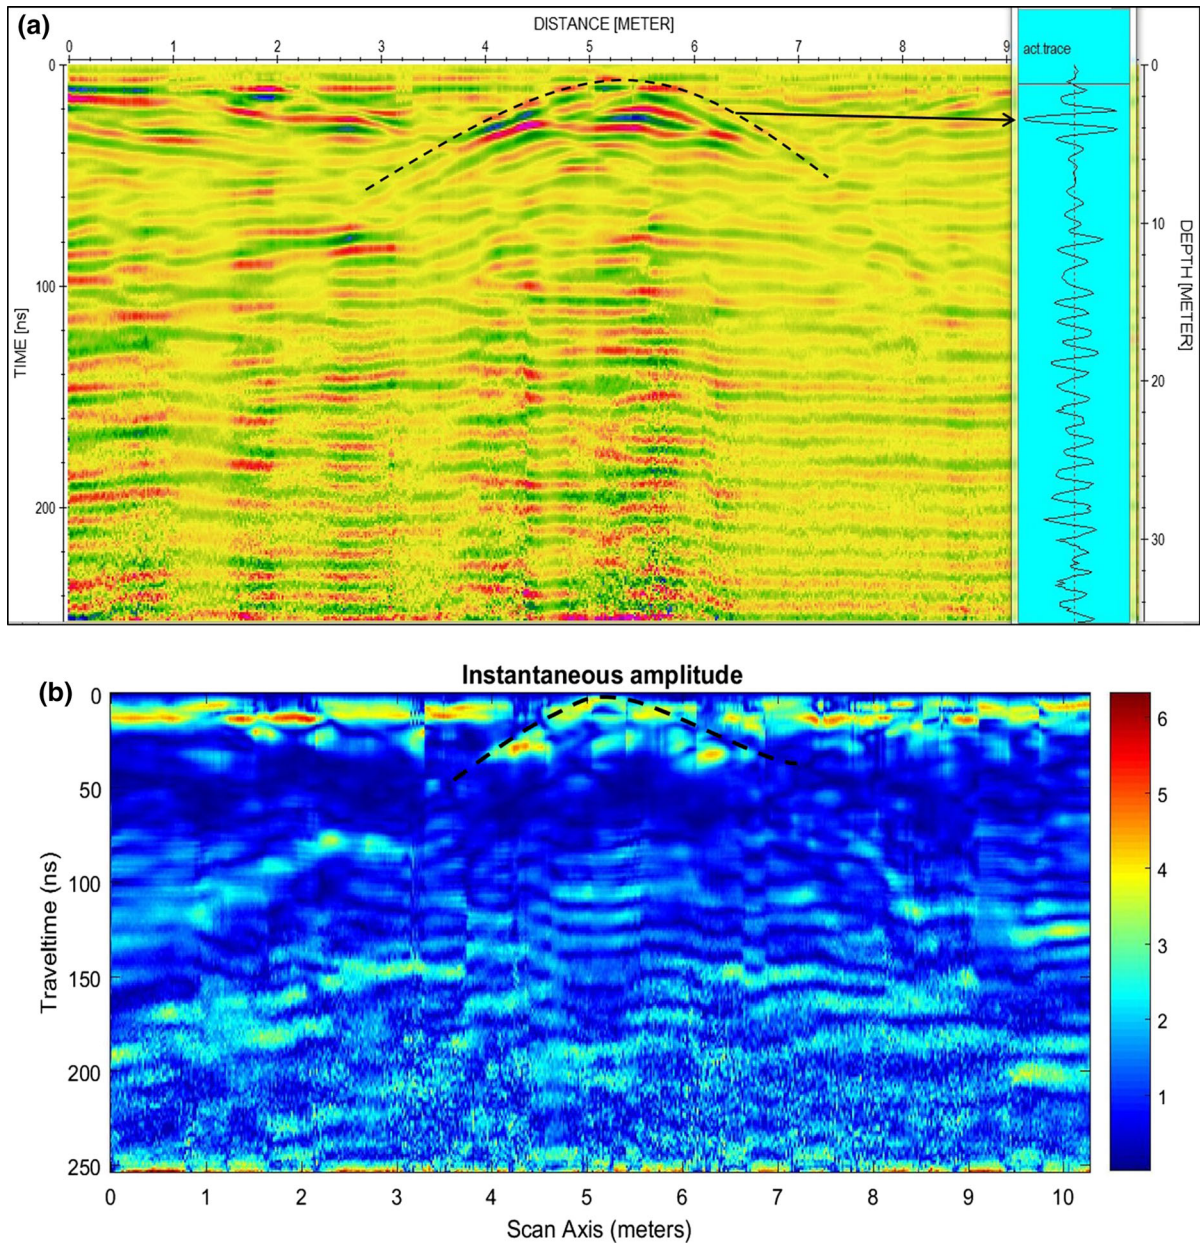 (a)
DISTANCE [METER]
0 1 2 3 4 5 6 7 8 9
act.trace
0
100
200
TIME [ns]
0
10
20
30
DEPTH [METER]
(b)
Instantaneous amplitude
0
50
100
150
200
250
Traveltime (ns)
0 1 2 3 4 5 6 7 8 9 10
Scan Axis (meters)
6
5
4
3
2
1